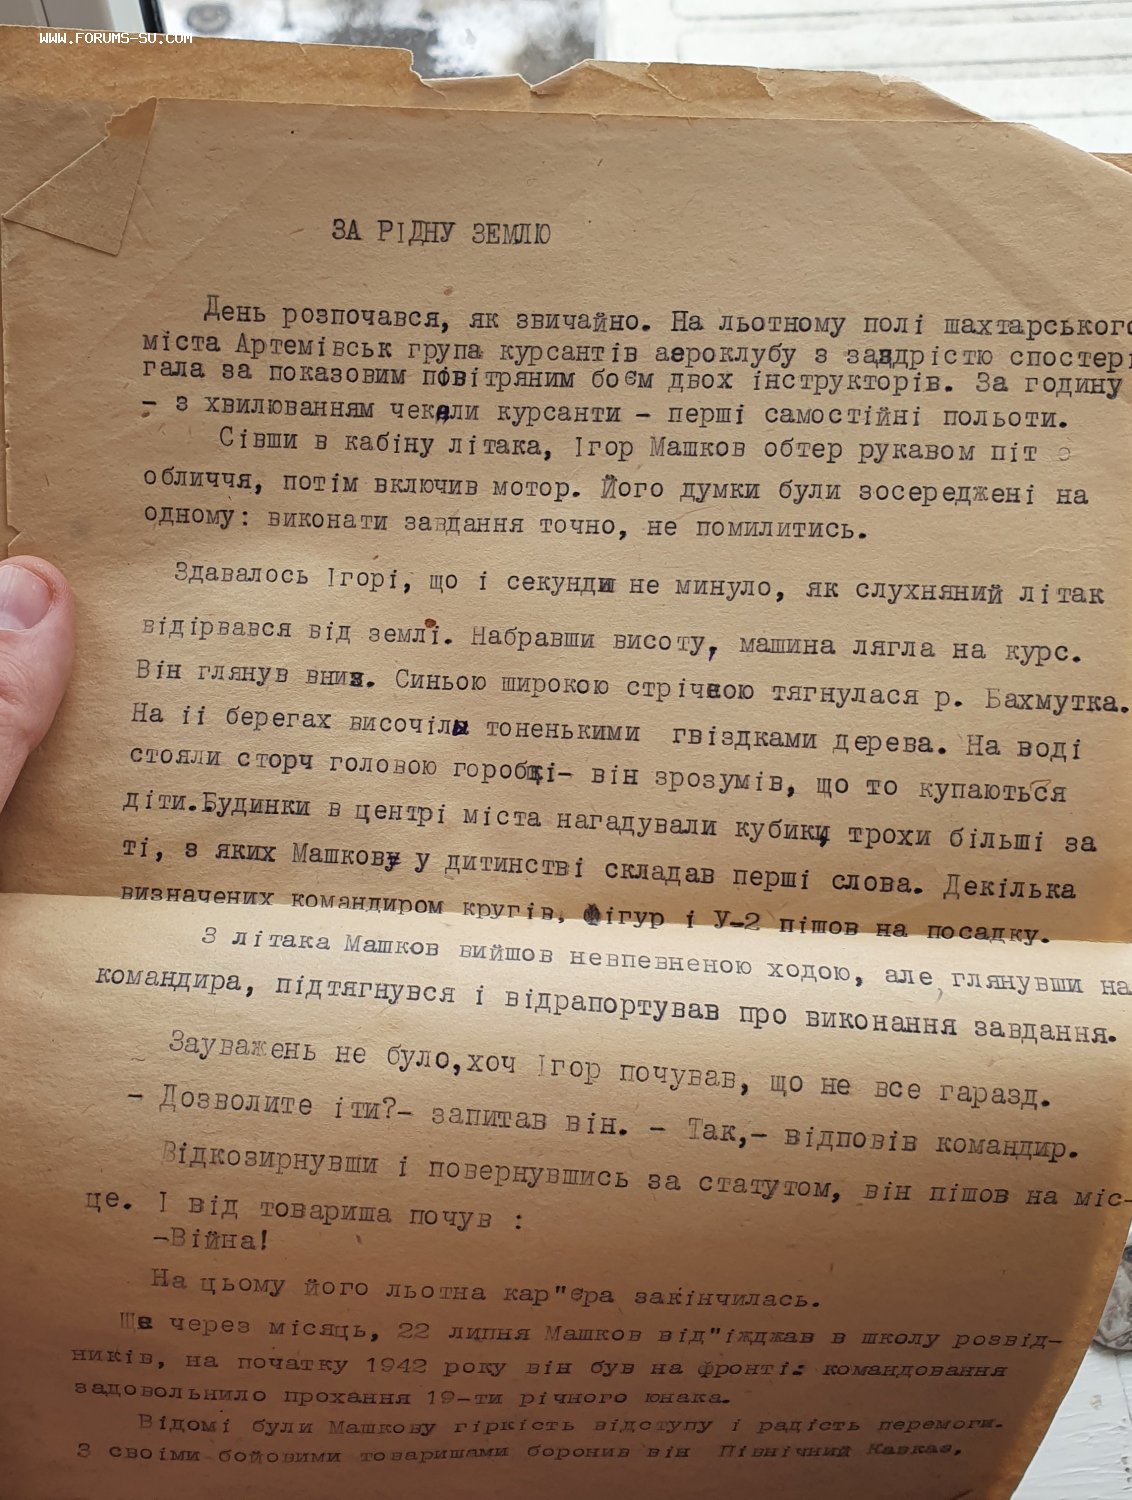 WWW.FORUMS-SU.COM
ЗА РІДНУ ЗЕМЛЮ
День розпочався, як звичайно. На льотному полі шахтарського
міста Артемівськ група курсантів аероклубу з заздрістю спостері
гала за показовим повітряним боєм двох інструкторів. За годину
– з хвилюванням чекали курсанти – перші самостійні польоти.
Сівши в кабіну літака, Ігор Машков обтер рукавом піт з
обличчя, потім включив мотор. Його думки були зосереджені на
одному: виконати завдання точно, не помилитись.
Здавалось Ігорі, що і секунди не минуло, як слухняний літак
відірвався від землі. Набравши висоту, машина лягла на курс.
Він глянув вниз. Синьою широкою стрічкою тягнулася р. Бахмутка.
На її берегах височіли тоненькими гвіздками дерева. На воді
стояли сторч головою горобці– він зрозумів, що то купаються
діти.Будинки в центрі міста нагадували кубики, трохи більші за
ті, з яких Машков у дитинстві складав перші слова. Декілька
визначених командиром кругів, фігур і У–2 пішов на посадку.
З літака Машков вийшов невпевненою ходою, але глянувши на
командира, підтягнувся і відрапортував про виконання завдання.
Зауважень не було,хоч Ігор почував, що не все гаразд.
– Дозволите іти?– запитав він. – Так,– відповів командир.
Відкозирнувши і повернувшись за статутом, він пішов на міс–
це. І від товариша почув :
–Війна!
На цьому його льотна кар"єра закінчилась.
Ще через місяць, 22 липня Машков від"їжджав в школу розвід–
ників, на початку 1942 року він був на фронті: командовання
задовольнило прохання 19–ти річного юнака.
Відомі були Машкову гіркість відступу і радість перемоги.
З своїми бойовими товаришами боронив він Північний Кавказ.